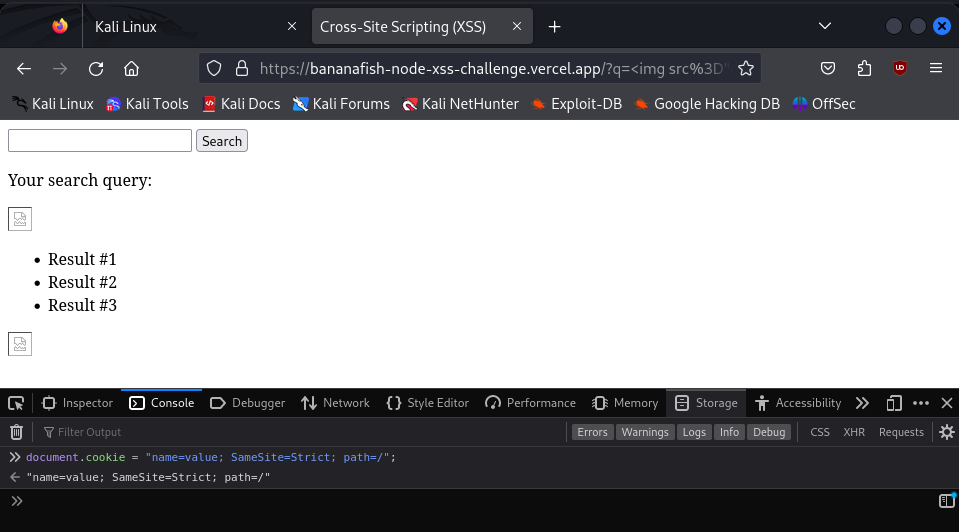 Kali Linux
Cross-Site Scripting (XSS)
https://bananafish-node-xss-challenge.vercel.app/?q=<img src%3D"
Kali Linux Kali Tools Kali Docs Kali Forums Kali NetHunter Exploit-DB Google Hacking DB OffSec
Search
Your search query:
Result #1
Result #2
Result #3
Inspector Console Debugger Network Style Editor Performance Memory Storage Accessibility
Filter Output Errors Warnings Logs Info Debug CSS XHR Requests
document.cookie = "name=value; SameSite=Strict; path=/";
"name=value; SameSite=Strict; path=/"